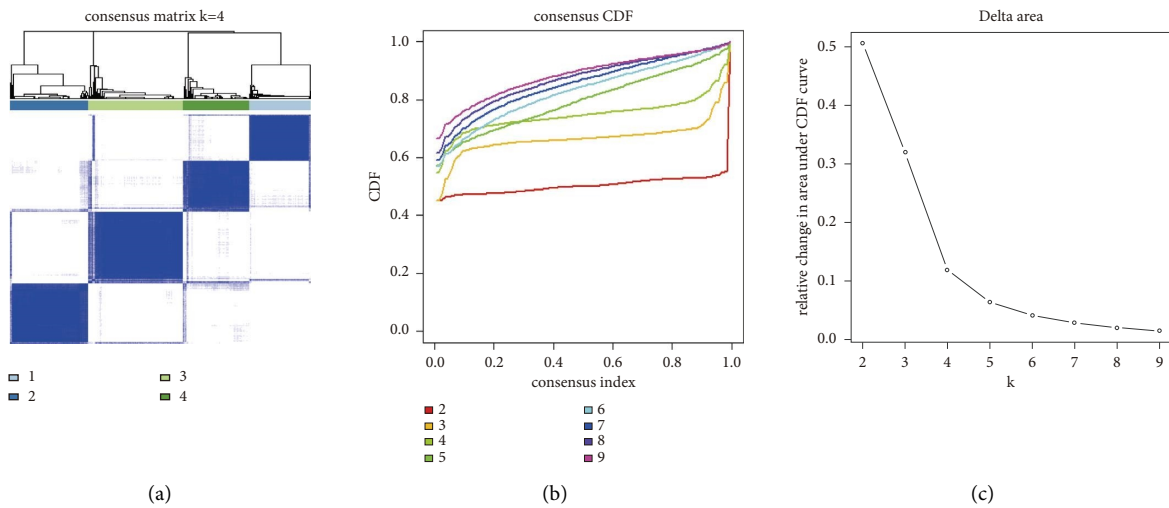 consensus matrix k=4
1
2
3
4
(a)
consensus CDF
CDF
1.0
0.8
0.6
0.4
0.2
0.0
0.0 0.2 0.4 0.6 0.8 1.0
consensus index
2
3
4
5
6
7
8
9
(b)
Delta area
relative change in area under CDF curve
0.5
0.4
0.3
0.2
0.1
0.0
2 3 4 5 6 7 8 9
k
(c)